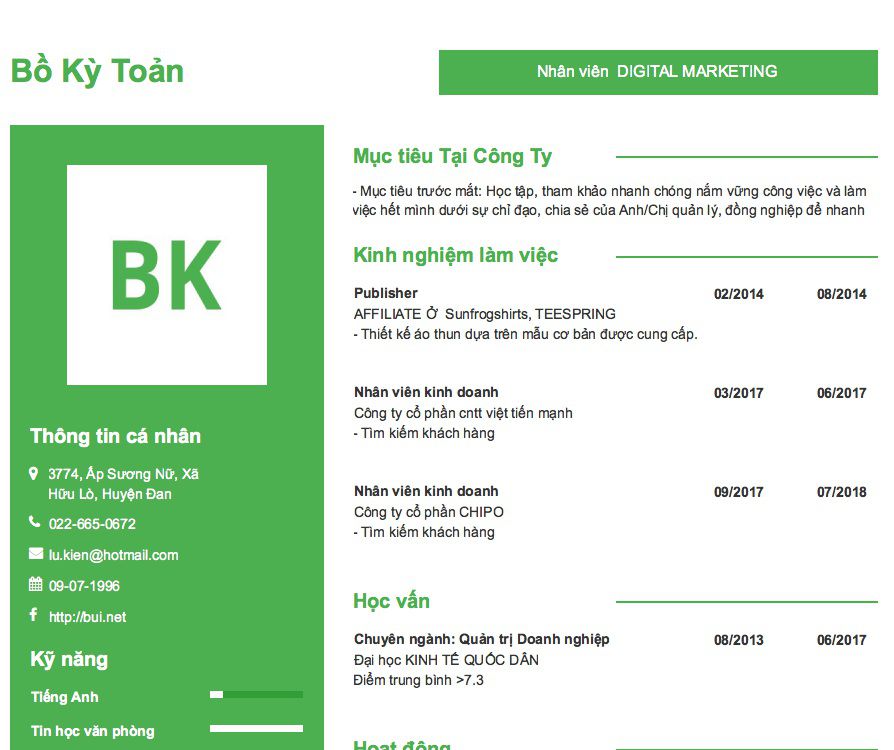 Bồ Kỳ Toản
Nhân viên DIGITAL MARKETING
BK
Thông tin cá nhân
3774, Ấp Sương Nữ, Xã
Hữu Lò, Huyện Đan
022-665-0672
lu.kien@hotmail.com
09-07-1996
http://bui.net
Kỹ năng
Tiếng Anh
Tin học văn phòng
Mục tiêu Tại Công Ty
- Mục tiêu trước mắt: Học tập, tham khảo nhanh chóng nắm vững công việc và làm
việc hết mình dưới sự chỉ đạo, chia sẻ của Anh/Chị quản lý, đồng nghiệp để nhanh
Kinh nghiệm làm việc
Publisher 02/2014 08/2014
AFFILIATE Ở Sunfrogshirts, TEESPRING
- Thiết kế áo thun dựa trên mẫu cơ bản được cung cấp.
Nhân viên kinh doanh 03/2017 06/2017
Công ty cổ phần cntt việt tiến mạnh
- Tìm kiếm khách hàng
Nhân viên kinh doanh 09/2017 07/2018
Công ty cổ phần CHIPO
- Tìm kiếm khách hàng
Học vấn
Chuyên ngành: Quản trị Doanh nghiệp 08/2013 06/2017
Đại học KINH TẾ QUỐC DÂN
Điểm trung bình >7.3
Hoạt động